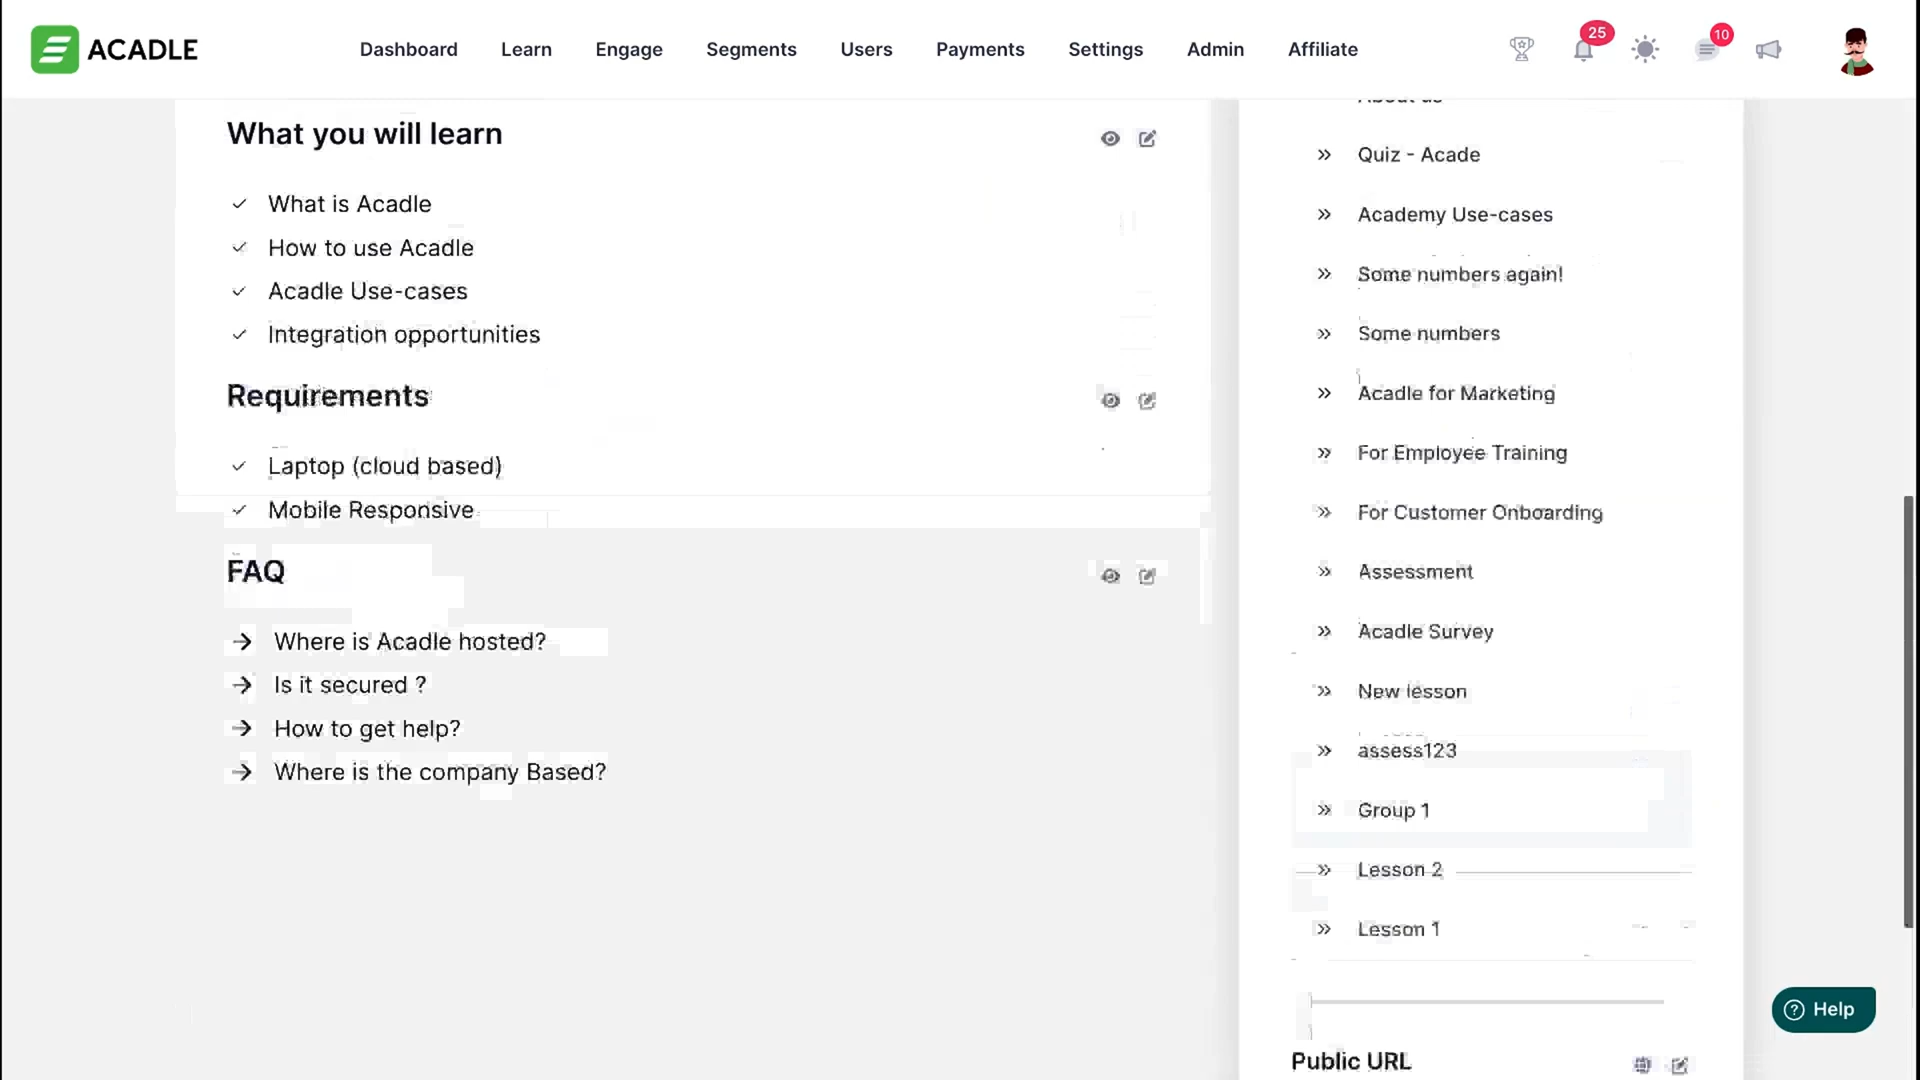 ACADLE
Dashboard
Learn
Engage
Segments
Users
Payments
Settings
Admin
Affiliate
25
10
What you will learn
What is Acadle
How to use Acadle
Acadle Use-cases
Integration opportunities
Requirements
Laptop (cloud based)
Mobile Responsive
FAQ
Where is Acadle hosted?
Is it secured ?
How to get help?
Where is the company Based?
About us
Quiz - Acade
Academy Use-cases
Some numbers again!
Some numbers
Acadle for Marketing
For Employee Training
For Customer Onboarding
Assessment
Acadle Survey
New lesson
assess123
Group 1
Lesson 2
Lesson 1
Public URL
Help